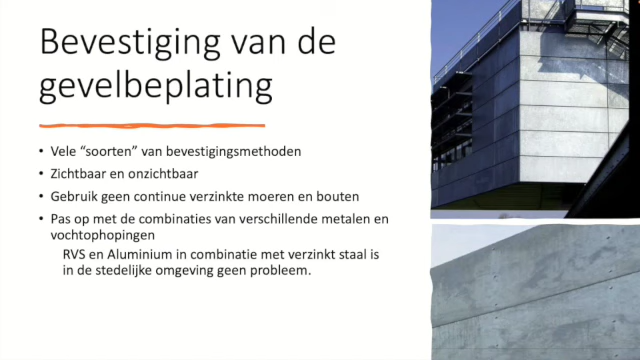 Bevestiging van de
gevelbeplating
• Vele “soorten” van bevestigingsmethoden
• Zichtbaar en onzichtbaar
• Gebruik geen continue verzinkte moeren en bouten
• Pas op met de combinaties van verschillende metalen en
vochtophopingen
RVS en Aluminium in combinatie met verzinkt staal is
in de stedelijke omgeving geen probleem.